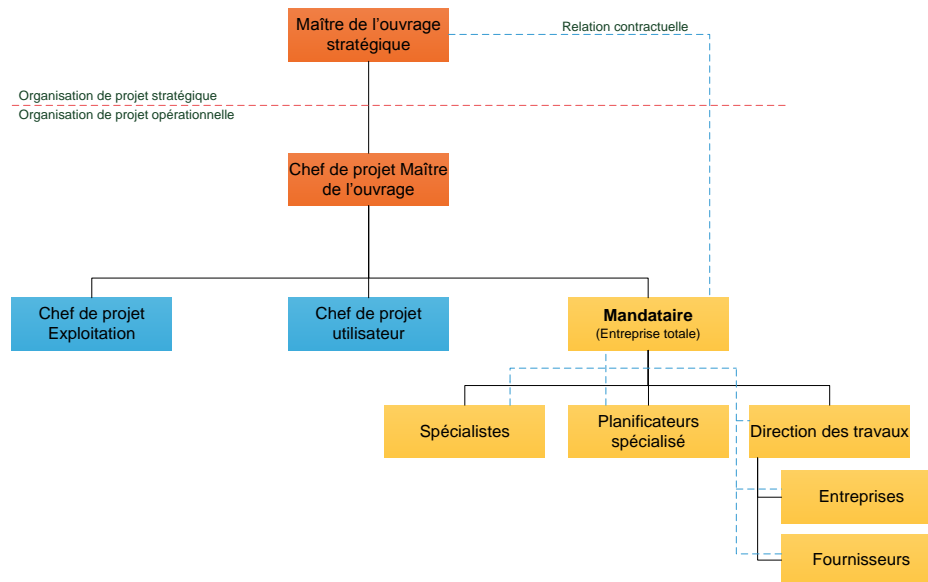 Maître de l'ouvrage
stratégique
Relation contractuelle
Organisation de projet stratégique
Organisation de projet opérationnelle
Chef de projet Maître
de l'ouvrage
Chef de projet
Exploitation
Chef de projet
utilisateur
Mandataire
(Entreprise totale)
Spécialistes
Planificateurs
spécialisé
Direction des travaux
Entreprises
Fournisseurs